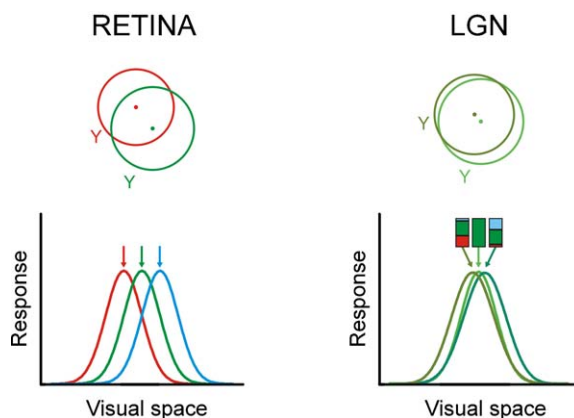 RETINA
LGN
Y
Y
Y
Y
Response
Visual space
Response
Visual space